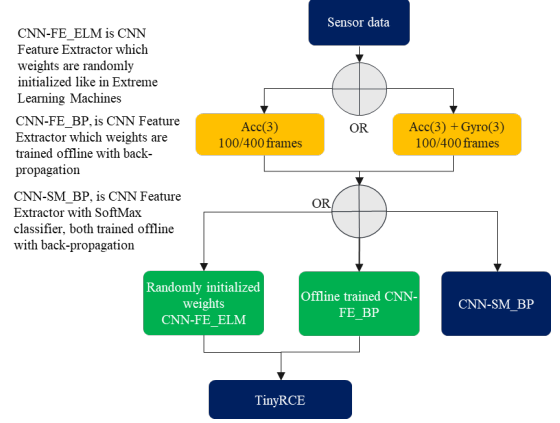 Sensor data
CNN-FE_ELM is CNN
Feature Extractor which
weights are randomly
initialized like in Extreme
Learning Machines
OR
CNN-FE_BP, is CNN Feature
Extractor which weights are
trained offline with back-
propagation
Acc(3)
100/400 frames
Acc(3) + Gyro(3)
100/400 frames
CNN-SM_BP, is CNN Feature
Extractor with SoftMax
classifier, both trained offline
with back-propagation
OR
Randomly initialized
weights
CNN-FE_ELM
Offline trained CNN-
FE_BP
CNN-SM_BP
TinyRCE